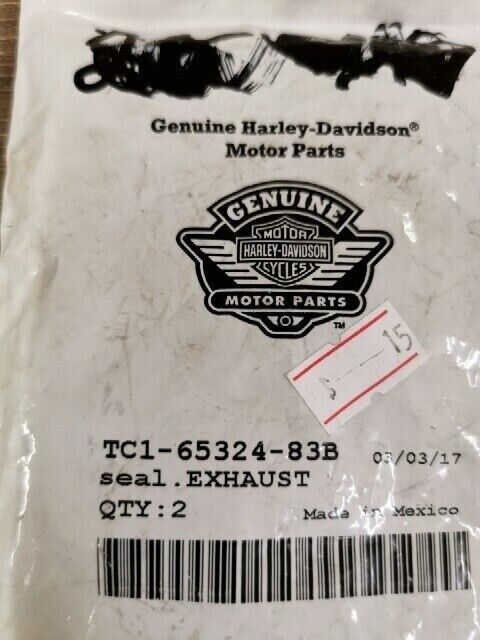 Genuine Harley-Davidson®
Motor Parts
GENUINE
MOTOR
HARLEY-DAVIDSON
CYCLES
MOTOR PARTS
TM
15
TC1-65324-83B 03/03/17
seal.EXHAUST
QTY:2 Made in Mexico